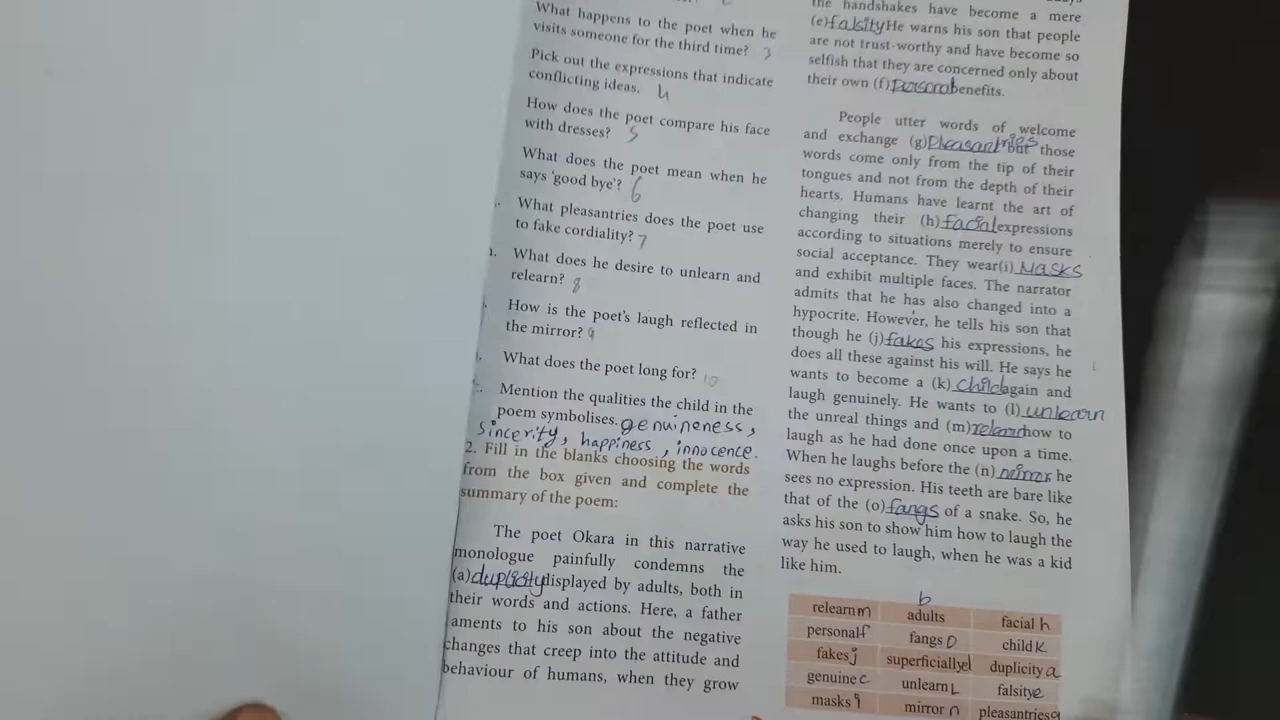 What happens to the poet when he
visits someone for the third time? 3
Pick out the expressions that indicate
conflicting ideas. 4
How does the poet compare his face
with dresses? 5
What does the poet mean when he
says 'good bye'? 6
What pleasantries does the poet use
to fake cordiality? 7
What does he desire to unlearn and
relearn? 8
How is the poet's laugh reflected in
the mirror? 9
What does the poet long for? 10
Mention the qualities the child in the
poem symbolises. genuineness,
sincerity, happiness, innocence.
2. Fill in the blanks choosing the words
from the box given and complete the
summary of the poem:
The poet Okara in this narrative
monologue painfully condemns the
(a) duplicity displayed by adults, both in
their words and actions. Here, a father
laments to his son about the negative
changes that creep into the attitude and
behaviour of humans, when they grow
the handshakes have become a mere
(e) falsity He warns his son that people
are not trust-worthy and have become so
selfish that they are concerned only about
their own (f) personal benefits.
People utter words of welcome
and exchange (g) Pleasantries but those
words come only from the tip of their
tongues and not from the depth of their
hearts. Humans have learnt the art of
changing their (h) facial expressions
according to situations merely to ensure
social acceptance. They wear(i) Masks
and exhibit multiple faces. The narrator
admits that he has also changed into a
hypocrite. However, he tells his son that
though he (j) fakes his expressions, he
does all these against his will. He says he
wants to become a (k) child again and
laugh genuinely. He wants to (l) unlearn
the unreal things and (m) relearn how to
laugh as he had done once upon a time.
When he laughs before the (n) mirror he
sees no expression. His teeth are bare like
that of the (o) fangs of a snake. So, he
asks his son to show him how to laugh the
way he used to laugh, when he was a kid
like him.
b
relearn m adults facial h
personal f fangs o child k
fakes j superficially d duplicity a
genuine c unlearn L falsity e
masks i mirror n pleasantries g